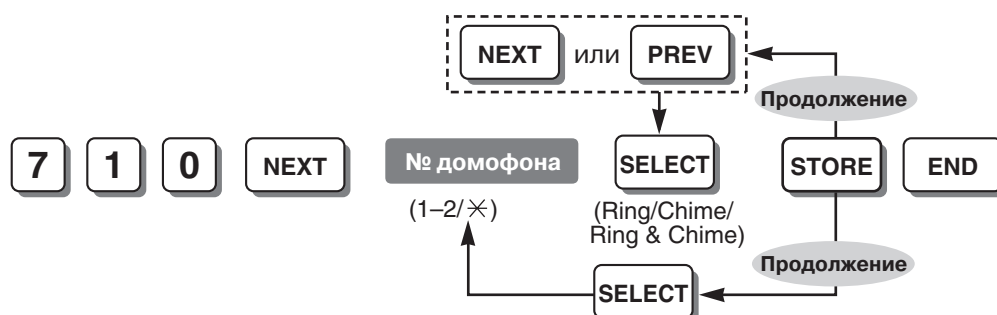 NEXT или PREV
Продолжение
7 1 0 NEXT № домофона SELECT STORE END
(1–2/✳) (Ring/Chime/
Ring & Chime)
Продолжение
SELECT